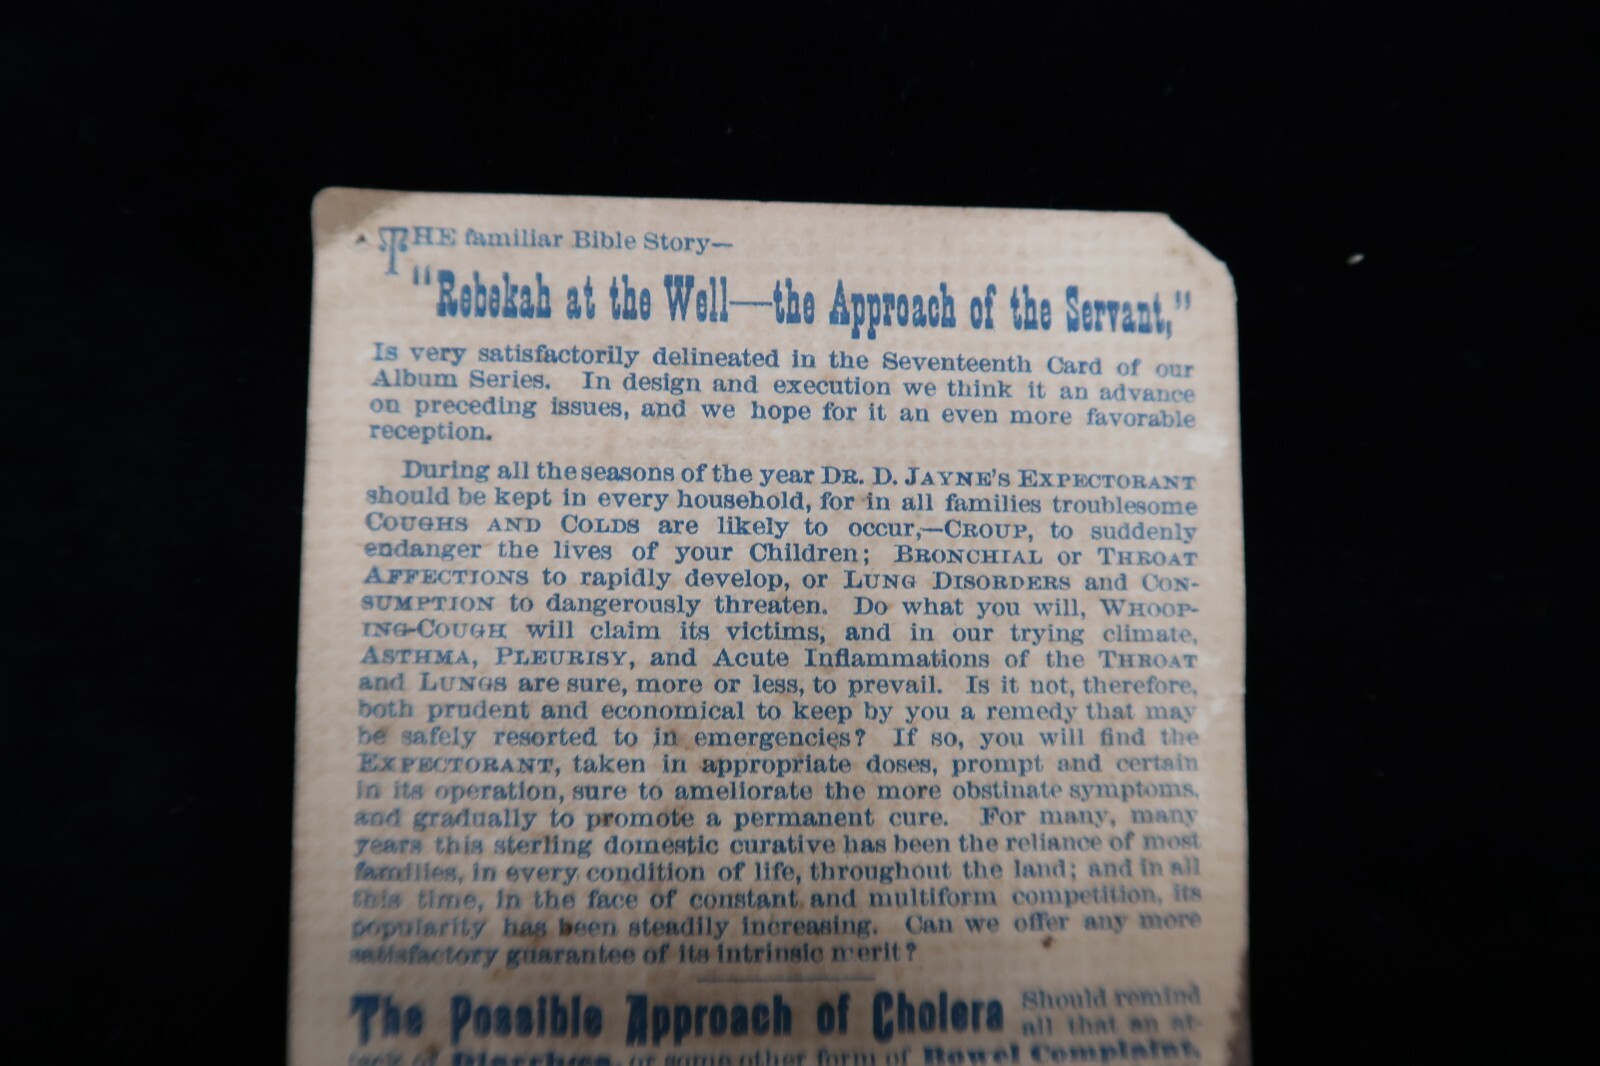 THE familiar Bible Story—
"Rebekah at the Well—the Approach of the Servant,"
Is very satisfactorily delineated in the Seventeenth Card of our
Album Series. In design and execution we think it an advance
on preceding issues, and we hope for it an even more favorable
reception.
During all the seasons of the year DR. D. JAYNE'S EXPECTORANT
should be kept in every household, for in all families troublesome
COUGHS AND COLDS are likely to occur,—CROUP, to suddenly
endanger the lives of your Children; BRONCHIAL or THROAT
AFFECTIONS to rapidly develop, or LUNG DISORDERS and CON-
SUMPTION to dangerously threaten. Do what you will, WHOOP-
ING-COUGH will claim its victims, and in our trying climate,
ASTHMA, PLEURISY, and Acute Inflammations of the THROAT
and LUNGS are sure, more or less, to prevail. Is it not, therefore,
both prudent and economical to keep by you a remedy that may
be safely resorted to in emergencies? If so, you will find the
EXPECTORANT, taken in appropriate doses, prompt and certain
in its operation, sure to ameliorate the more obstinate symptoms,
and gradually to promote a permanent cure. For many, many
years this sterling domestic curative has been the reliance of most
families, in every condition of life, throughout the land; and in all
this time, in the face of constant and multiform competition, its
popularity has been steadily increasing. Can we offer any more
satisfactory guarantee of its intrinsic merit?
The Possible Approach of Cholera Should remind
all that an at-
tack of Diarrhœa, or some other form of Bowel Complaint,